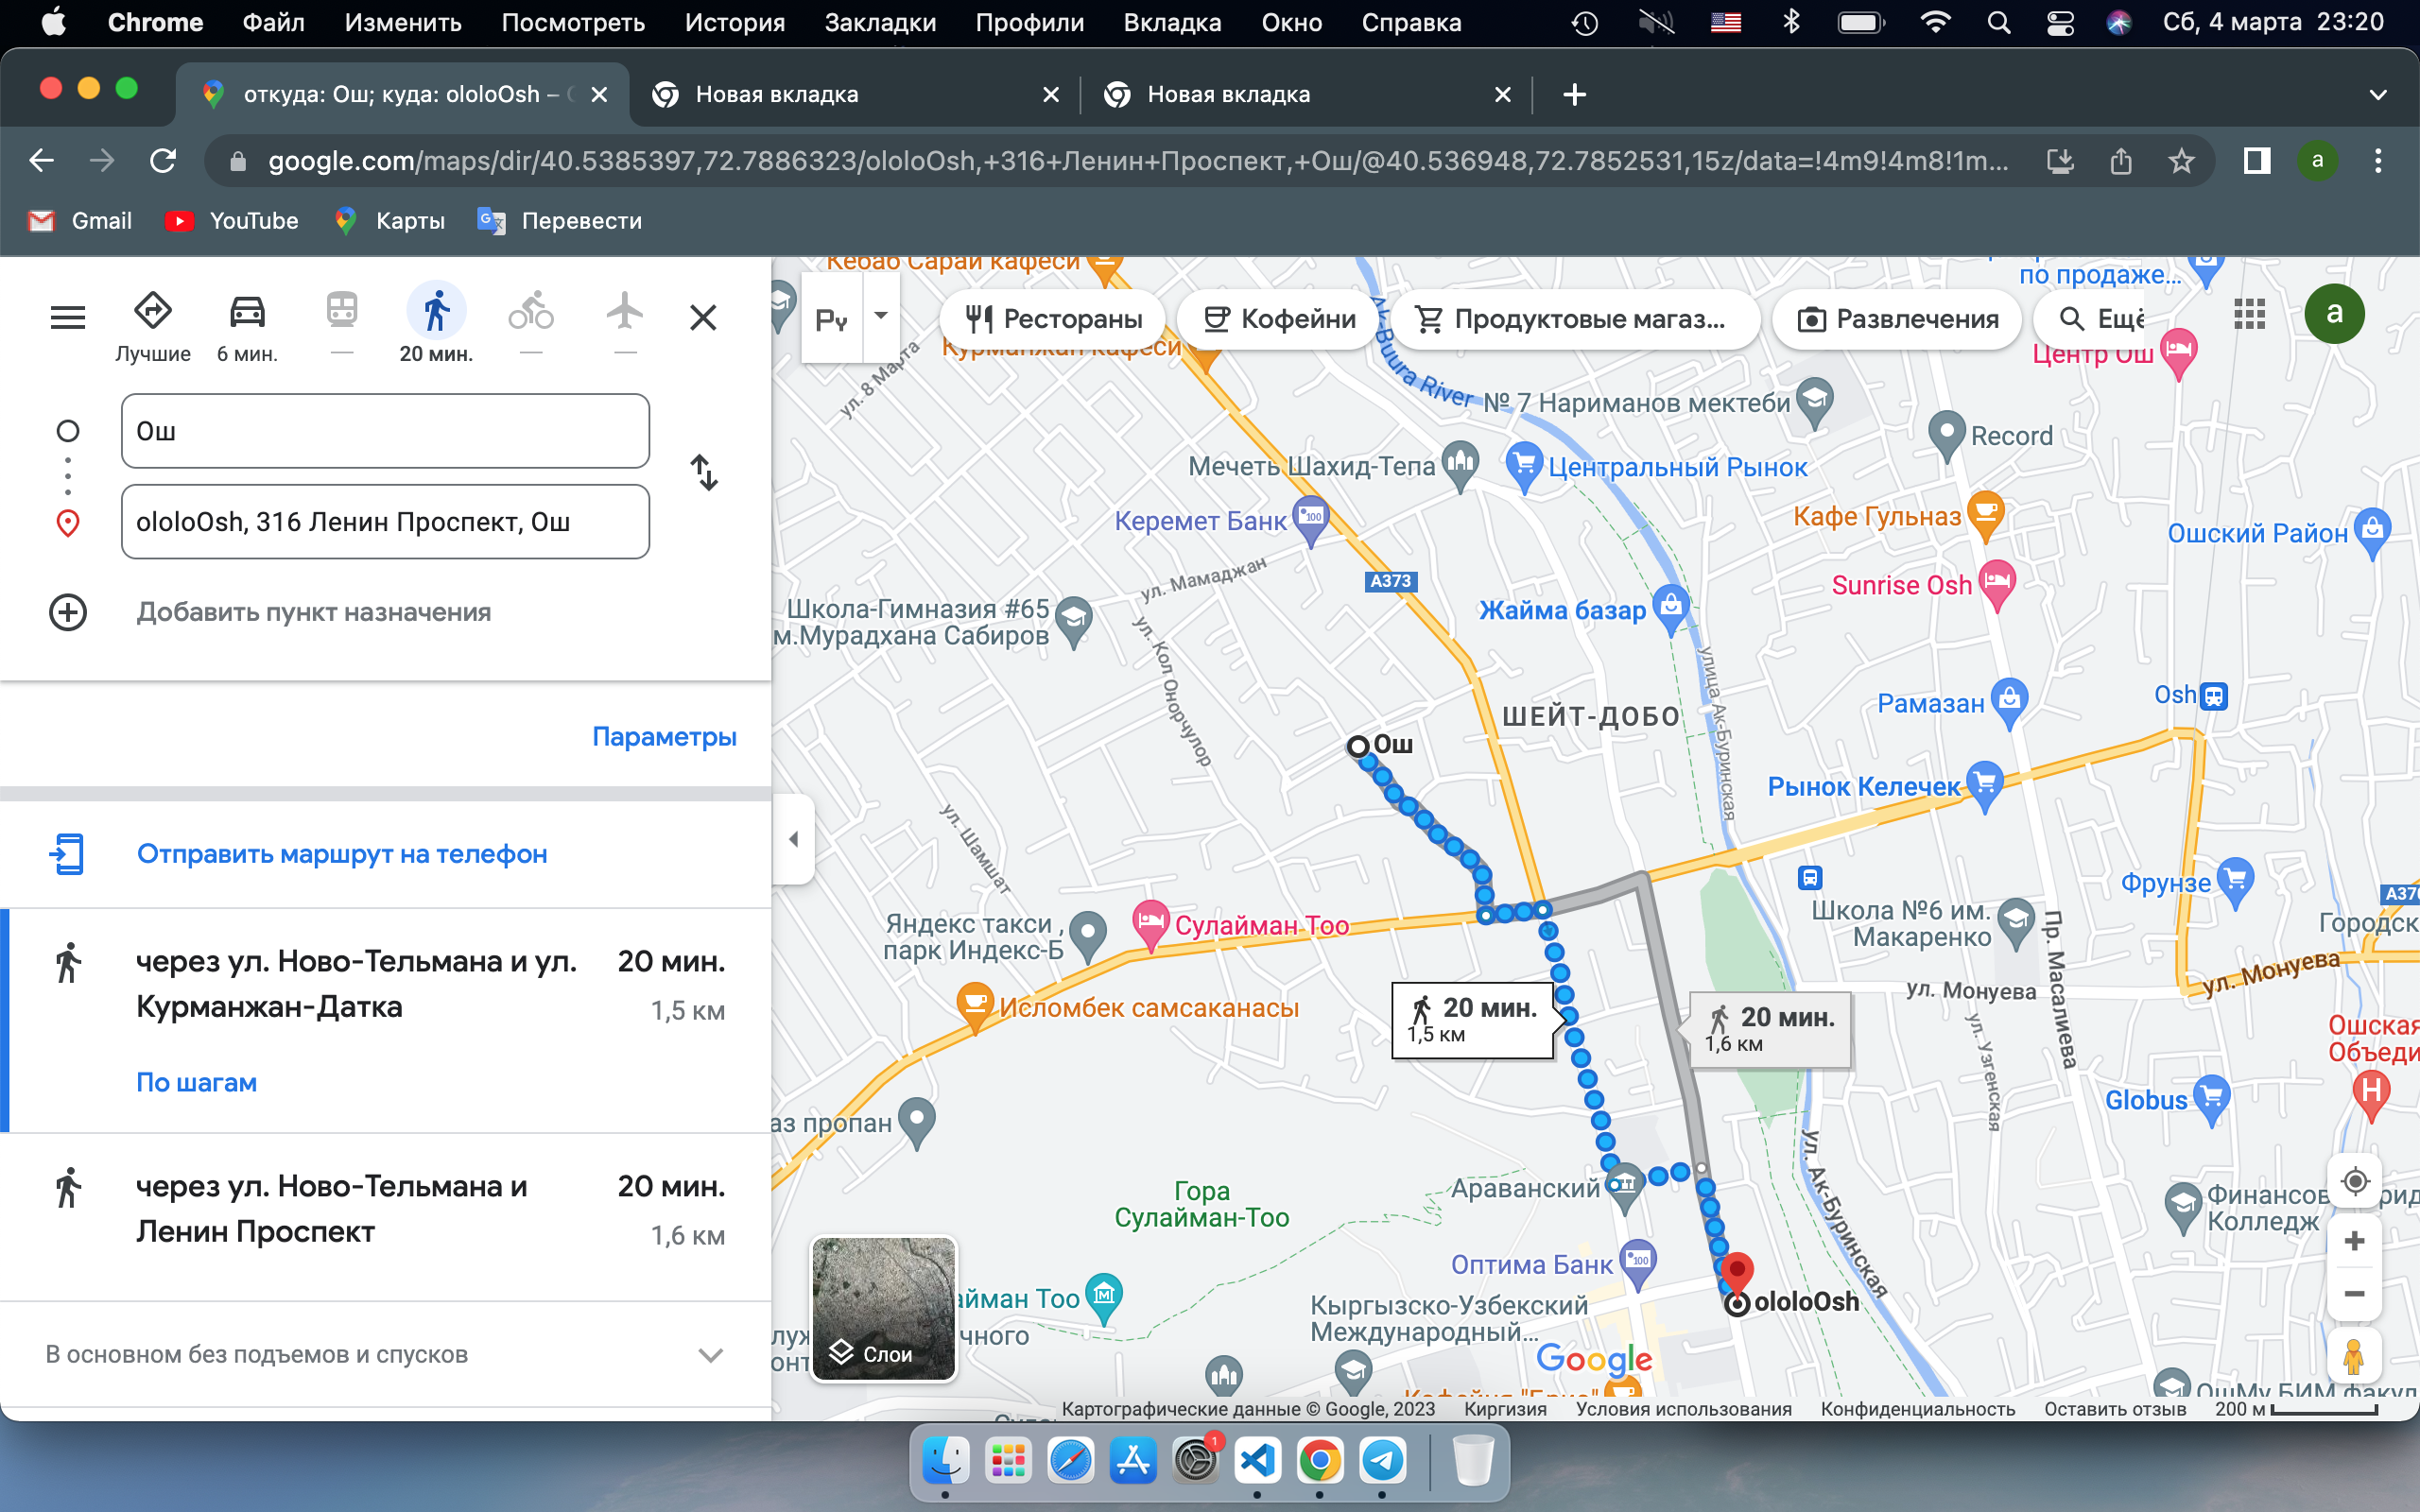 Chrome Файл Изменить Посмотреть История Закладки Профили Вкладка Окно Справка Сб, 4 марта 23:20
откуда: Ош; куда: ololoOsh – Новая вкладка Новая вкладка
google.com/maps/dir/40.5385397,72.7886323/ololoOsh,+316+Ленин+Проспект,+Ош/@40.536948,72.7852531,15z/data=!4m9!4m8!1m... a
Gmail YouTube Карты Перевести
Лучшие 6 мин. — 20 мин. — —
Ош
ololoOsh, 316 Ленин Проспект, Ош
Добавить пункт назначения
Параметры
Отправить маршрут на телефон
через ул. Ново-Тельмана и ул. 20 мин.
Курманжан-Датка 1,5 км
По шагам
через ул. Ново-Тельмана и 20 мин.
Ленин Проспект 1,6 км
В основном без подъемов и спусков
Кебаб Сарай кафеси
по продаже...
Ру
Рестораны Кофейни Продуктовые магаз... Развлечения Ещё
a
Курманжан кафеси
Центр Ош
ул. 8 Марта
Ak-Buura River
№ 7 Нариманов мектеби
Record
Мечеть Шахид-Тепа
Центральный Рынок
Керемет Банк
100
Кафе Гульназ
Ошский Район
A373
ул. Мамаджан
Sunrise Osh
Жайма базар
Школа-Гимназия #65
м.Мурадхана Сабиров
ул. Кол Онорчулор
улица Ак-Буринская
Рамазан
Osh
ШЕЙТ-ДОБО
Ош
Рынок Келечек
ул. Шамшат
Фрунзе
Школа №6 им.
Макаренко
Городск
Пр. Масалиева
Яндекс такси ,
парк Индекс-Б
Сулайман Тоо
ул. Монуева
ул. Монуева
Исломбек самсаканасы
20 мин.
1,5 км
20 мин.
1,6 км
ул. Узгенская
Ошская
Объеди
H
Globus
аз пропан
ул. Ак-Буринская
Араванский
Гора
Сулайман-Тоо
Финансов
Колледж
Оптима Банк
100
айман Тоо
M
ololoOsh
Кыргызско-Узбекский
Международный...
чного
Слои
Google
ОшМу БИМ факул
Картографические данные © Google, 2023 Киргизия Условия использования Конфиденциальность Оставить отзыв 200 м
1